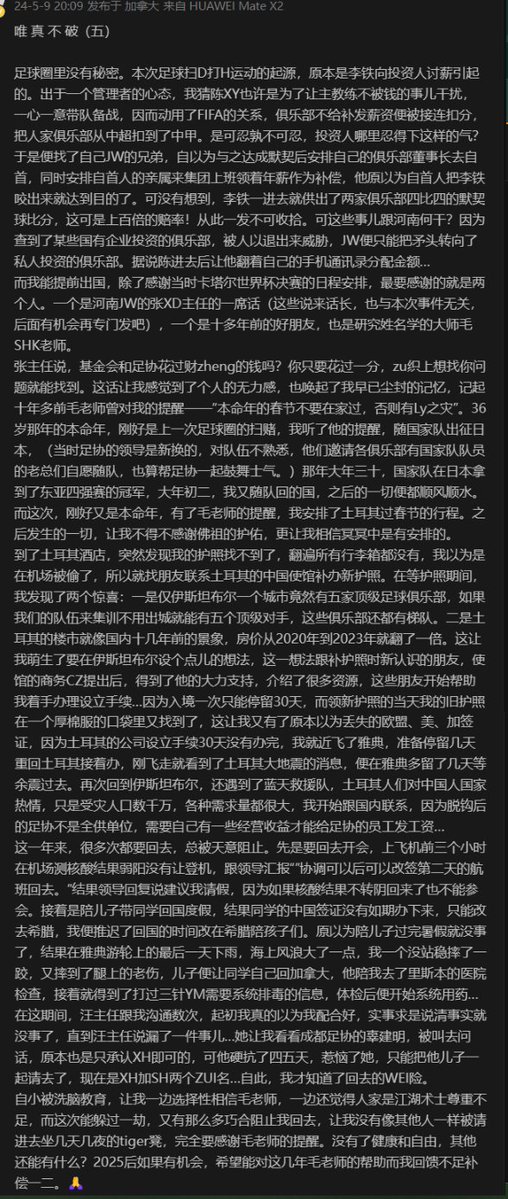 24-5-9 20:09 发布于 加拿大 来自 HUAWEI Mate X2
唯 真 不 破（五）
足球圈里没有秘密。本次足球扫D打H运动的起源，原本是李铁向投资人讨薪引起
的。出于一个管理者的心态，我猜陈XY也许是为了让主教练不被钱的事儿干扰，
一心一意带队备战，因而动用了FIFA的关系，俱乐部不给补发薪资便被接连扣分，
把人家俱乐部从中超扣到了中甲。是可忍孰不可忍，投资人哪里忍得下这样的气？
于是便找了自己JW的兄弟，自以为与之达成默契后安排自己的俱乐部董事长去自
首，同时安排自首人的亲属来集团上班领着年薪作为补偿，他原以为自首人把李铁
咬出来就达到目的了。可没有想到，李铁一进去就供出了两家俱乐部四比四的默契
球比分，这可是上百倍的赔率！从此一发不可收拾。可这些事儿跟河南何干？因为
查到了某些国有企业投资的俱乐部，被人以退出来威胁，JW便只能把矛头转向了
私人投资的俱乐部。据说陈进去后让他翻着自己的手机通讯录分配金额...
而我能提前出国，除了感谢当时卡塔尔世界杯决赛的日程安排，最要感谢的就是两
个人。一个是河南JW的张XD主任的一席话（这些说来话长，也与本次事件无关，
后面有机会再专门发吧），一个是十多年前的好朋友，也是研究姓名学的大师毛
SHK老师。
张主任说，基金会和足协花过财zheng的钱吗？你只要花过一分，zu织上想找你问
题就能找到。这话让我感觉到了个人的无力感，也唤起了我早已尘封的记忆，记起
十年多前毛老师曾对我的提醒——“本命年的春节不要在家过，否则有Ly之灾”。36
岁那年的本命年，刚好是上一次足球圈的扫赌，我听了他的提醒，随国家队出征日
本，（当时足协的领导是新换的，对队伍不熟悉，他们邀请各俱乐部有国家队队员
的老总们自愿随队，也算帮足协一起鼓舞士气。）那年大年三十，国家队在日本拿
到了东亚四强赛的冠军，大年初二，我又随队回的国，之后的一切便都顺风顺水。
而这次，刚好又是本命年，有了毛老师的提醒，我安排了土耳其过春节的行程。之
后发生的一切，让我不得不感谢佛祖的护佑，更让我相信冥冥中是有安排的。
到了土耳其酒店，突然发现我的护照找不到了，翻遍所有行李箱都没有，我以为是
在机场被偷了，所以就找朋友联系土耳其的中国使馆补办新护照。在等护照期间，
我发现了两个惊喜：一是仅伊斯坦布尔一个城市竟然有五家顶级足球俱乐部，如果
我们的队伍来集训不用出城就能有五个顶级对手，这些俱乐部还都有梯队。二是土
耳其的楼市就像国内十几年前的景象，房价从2020年到2023年就翻了一倍。这让
我萌生了要在伊斯坦布尔设个点儿的想法，这一想法跟补护照时新认识的朋友，使
馆的商务CZ提出后，得到了他的大力支持，介绍了很多资源，这些朋友开始帮助
我着手办理设立手续...因为入境一次只能停留30天，而领新护照的当天我的旧护照
在一个厚棉服的口袋里又找到了，这让我又有了原本以为丢失的欧盟、美、加签
证，因为土耳其的公司设立手续30天没有办完，我就近飞了雅典，准备停留几天
重回土耳其接着办，刚飞走就看到了土耳其大地震的消息，便在雅典多留了几天等
余震过去。再次回到伊斯坦布尔，还遇到了蓝天救援队，土耳其人们对中国人国家
热情，只是受灾人口数千万，各种需求量都很大，我开始跟国内联系，因为脱钩后
的足协不是全供单位，需要自己有一些经营收益才能给足协的员工发工资...
这一年来，很多次都要回去，总被天意阻止。先是要回去开会，上飞机前三个小时
在机场测核酸结果弱阳没有让登机，跟领导汇报““协调可以后可以改签第二天的航
班回去。”结果领导回复说建议我请假，因为如果核酸结果不转阴回来了也不能参
会。接着是陪儿子带同学回国度假，结果同学的中国签证没有如期办下来，只能改
去希腊，我便推迟了回国的时间改在希腊陪孩子们。原以为陪儿子过完暑假就没事
了，结果在雅典游轮上的最后一天下雨，海上风浪大了一点，我一个没站稳摔了一
跤，又摔到了腿上的老伤，儿子便让同学自己回加拿大，他陪我去了里斯本的医院
检查，接着就得到了打过三针YM需要系统排毒的信息，体检后便开始系统用药...
在这期间，汪主任跟我沟通数次，起初我真的以为我配合好，实事求是说清事实就
没事了，直到汪主任说漏了一件事儿...她让我看看成都足协的辜建明，被叫去问
话，原本也是只承认XH即可的，可他硬抗了四五天，惹恼了她，只能把他儿子一
起请去了，现在是XH加SH两个ZUI名...自此，我才知道了回去的WEI险。
自小被洗脑教育，让我一边选择性相信毛老师，一边还觉得人家是江湖术士尊重不
足，而这次能躲过一劫，又有那么多巧合阻止我回去，让我没有像其他人一样被请
进去坐几天几夜的tiger凳，完全要感谢毛老师的提醒。没有了健康和自由，其他
还能有什么？2025后如果有机会，希望能对这几年毛老师的帮助而我回馈不足补
偿一二。🙏